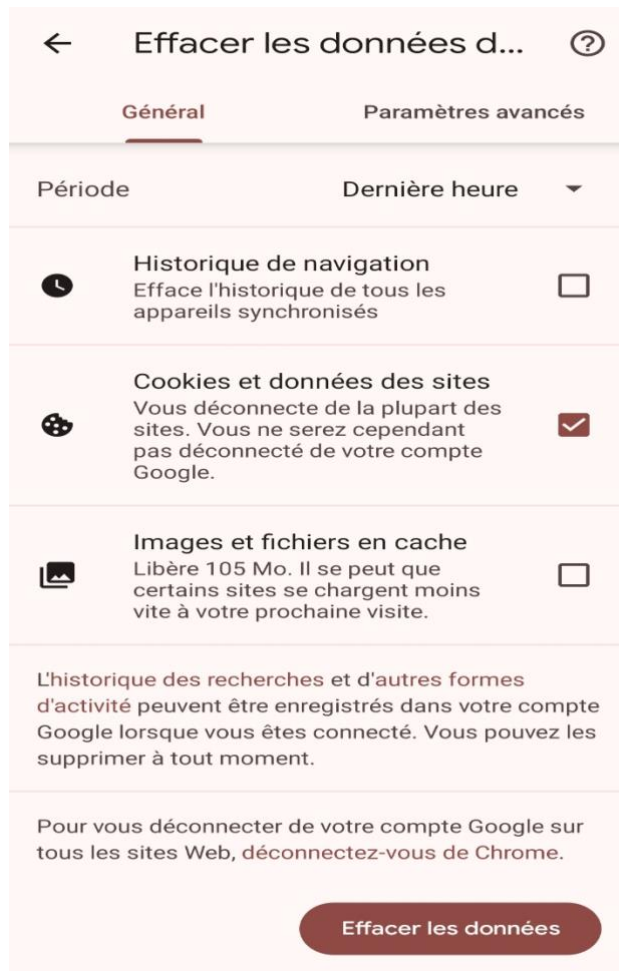 Effacer les données d...
Général
Paramètres avancés
Période
Dernière heure
Historique de navigation
Efface l'historique de tous les
appareils synchronisés
Cookies et données des sites
Vous déconnecte de la plupart des
sites. Vous ne serez cependant
pas déconnecté de votre compte
Google.
Images et fichiers en cache
Libère 105 Mo. Il se peut que
certains sites se chargent moins
vite à votre prochaine visite.
L'historique des recherches et d'autres formes
d'activité peuvent être enregistrés dans votre compte
Google lorsque vous êtes connecté. Vous pouvez les
supprimer à tout moment.
Pour vous déconnecter de votre compte Google sur
tous les sites Web, déconnectez-vous de Chrome.
Effacer les données